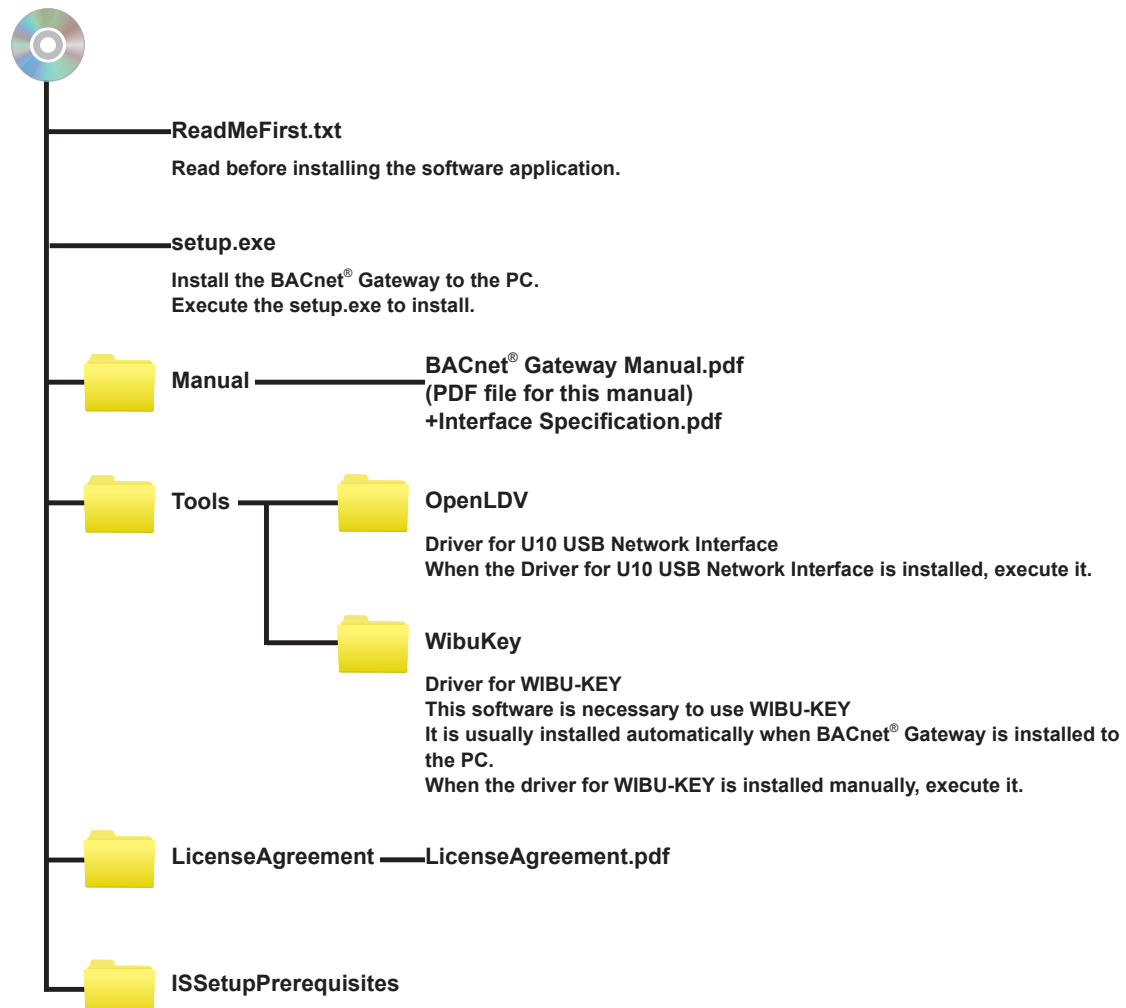 ReadMeFirst.txt
Read before installing the software application.
setup.exe
Install the BACnet® Gateway to the PC.
Execute the setup.exe to install.
Manual
BACnet® Gateway Manual.pdf
(PDF file for this manual)
+Interface Specification.pdf
Tools
OpenLDV
Driver for U10 USB Network Interface
When the Driver for U10 USB Network Interface is installed, execute it.
WibuKey
Driver for WIBU-KEY
This software is necessary to use WIBU-KEY
It is usually installed automatically when BACnet® Gateway is installed to
the PC.
When the driver for WIBU-KEY is installed manually, execute it.
LicenseAgreement
LicenseAgreement.pdf
ISSetupPrerequisites